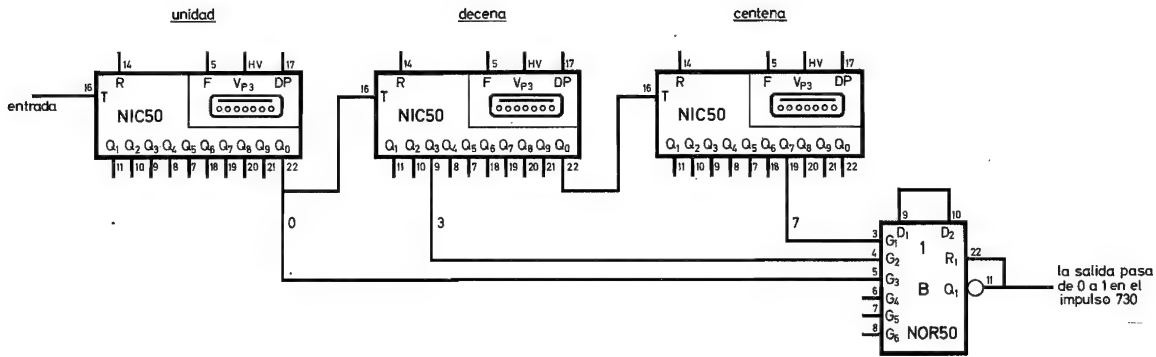 unidad decena centena
14 5 HV 17 14 5 HV 17 14 5 HV 17
R F VP3 DP R F VP3 DP R F VP3 DP
entrada 16 T NIC50 16 T NIC50 16 T NIC50
Q1 Q2 Q3 Q4 Q5 Q6 Q7 Q8 Q9 Q0 Q1 Q2 Q3 Q4 Q5 Q6 Q7 Q8 Q9 Q0 Q1 Q2 Q3 Q4 Q5 Q6 Q7 Q8 Q9 Q0
11 10 9 8 7 18 19 20 21 22 11 10 9 8 7 18 19 20 21 22 11 10 9 8 7 18 19 20 21 22
0 3 7
9 10
D1 D2
3 G1 1 R1 22
4 G2
5 G3 B Q1 11
6 G4
7 G5
8 G6 NOR50
la salida pasa
de 0 a 1 en el
impulso 730